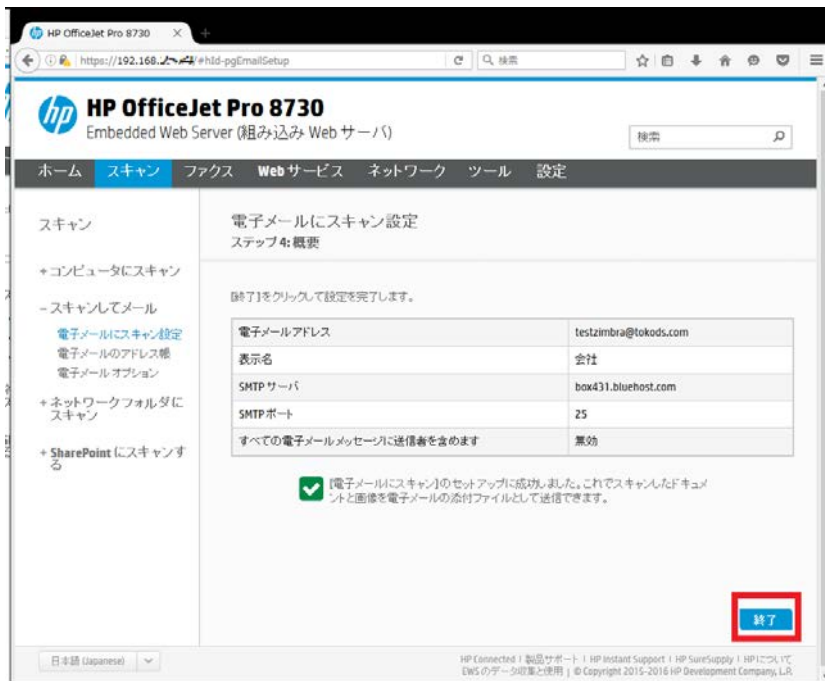 HP OfficeJet Pro 8730
https://192.168.
#hId-pgEmailSetup
検索
hp
HP OfficeJet Pro 8730
Embedded Web Server (組み込み Web サーバ)
検索
ホーム スキャン ファクス Webサービス ネットワーク ツール 設定
スキャン
+コンピュータにスキャン
-スキャンしてメール
電子メールにスキャン設定
電子メールのアドレス帳
電子メール オプション
+ネットワークフォルダに
スキャン
+ SharePoint にスキャンす
る
電子メールにスキャン設定
ステップ 4: 概要
[終了]をクリックして設定を完了します。
電子メールアドレス testzimbra@tokods.com
表示名 会社
SMTP サーバ box431.bluehost.com
SMTP ポート 25
すべての電子メールメッセージに送信者を含めます 無効
[電子メールにスキャン]のセットアップに成功しました。これでスキャンしたドキュメ
ントと画像を電子メールの添付ファイルとして送信できます。
終了
日本語 (Japanese)
HP Connected | 製品サポート | HP Instant Support | HP SureSupply | HPについて
EWS のデータ収集と使用 | © Copyright 2015-2016 HP Development Company, L.P.